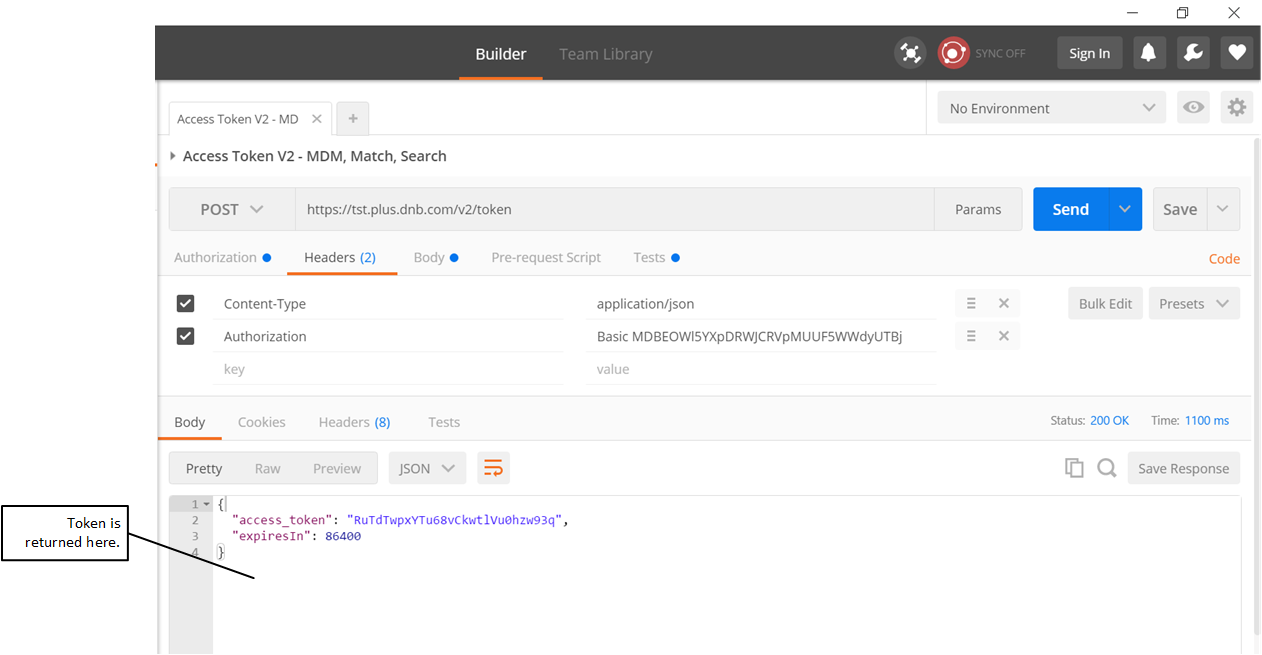 Builder Team Library SYNC OFF Sign In
Access Token V2 - MD No Environment
Access Token V2 - MDM, Match, Search
POST https://tst.plus.dnb.com/v2/token Params Send Save
Authorization Headers (2) Body Pre-request Script Tests Code
Content-Type application/json Bulk Edit Presets
Authorization Basic MDBEOWl5YXpDRWJCRVpMUUF5WWdyUTBj
key value
Body Cookies Headers (8) Tests Status: 200 OK Time: 1100 ms
Pretty Raw Preview JSON Save Response
1 {
2 "access_token": "RuTdTwpxYTu68vCkwtlVu0hzw93q",
3 "expiresIn": 86400
4 }
Token is
returned here.